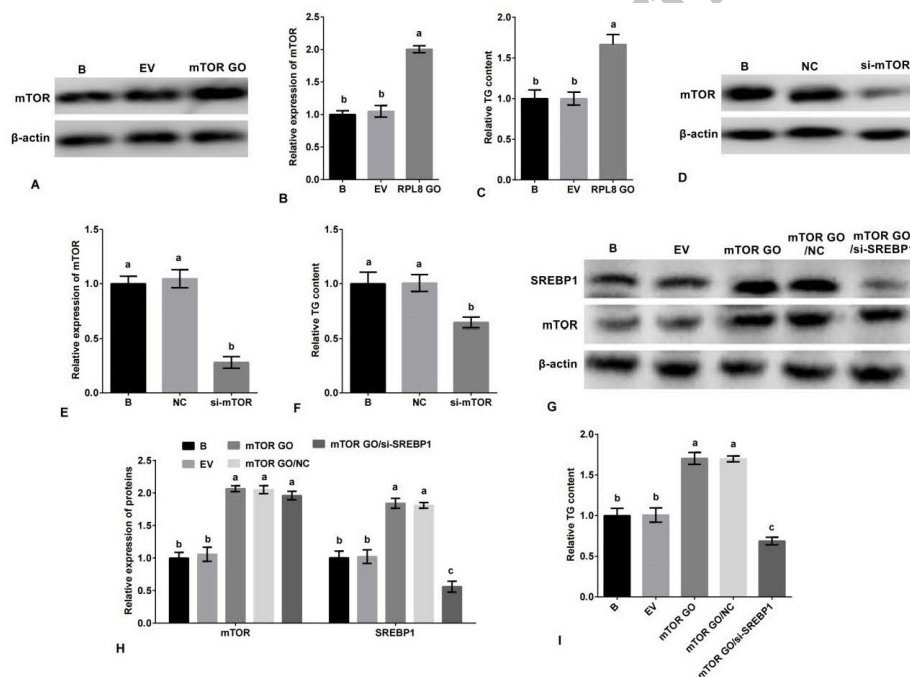 B EV mTOR GO
mTOR
β-actin
A
Relative expression of mTOR
2.5
2.0
1.5
1.0
0.5
0.0
b b a
B EV RPL8 GO
B
Relative TG content
2.0
1.5
1.0
0.5
0.0
b b a
B EV RPL8 GO
C
B NC si-mTOR
mTOR
β-actin
D
Relative expression of mTOR
1.5
1.0
0.5
0.0
a a b
B NC si-mTOR
E
Relative TG content
1.5
1.0
0.5
0.0
a a b
B NC si-mTOR
F
B EV mTOR GO mTOR GO mTOR GO
/NC /si-SREBP1
SREBP1
mTOR
β-actin
G
B mTOR GO mTOR GO/si-SREBP1
EV mTOR GO/NC
Relative expression of proteins
2.5
2.0
1.5
1.0
0.5
0.0
b b a a a b b a a c
mTOR SREBP1
H
Relative TG content
2.0
1.5
1.0
0.5
0.0
b b a a c
B
EV
mTOR GO
mTOR GO/NC
mTOR GO/si-SREBP1
I